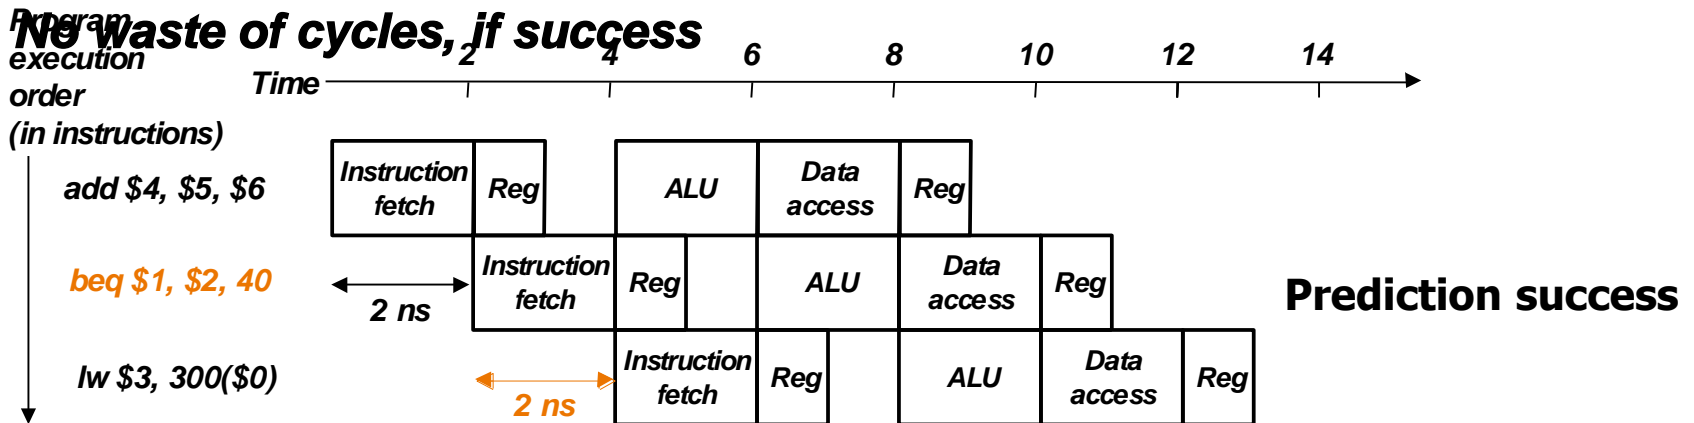 No waste of cycles, if success
Program
execution
order
(in instructions)
Time
2 4 6 8 10 12 14
add $4, $5, $6
Instruction
fetch
Reg
ALU
Data
access
Reg
beq $1, $2, 40
2 ns
Instruction
fetch
Reg
ALU
Data
access
Reg
Prediction success
lw $3, 300($0)
2 ns
Instruction
fetch
Reg
ALU
Data
access
Reg